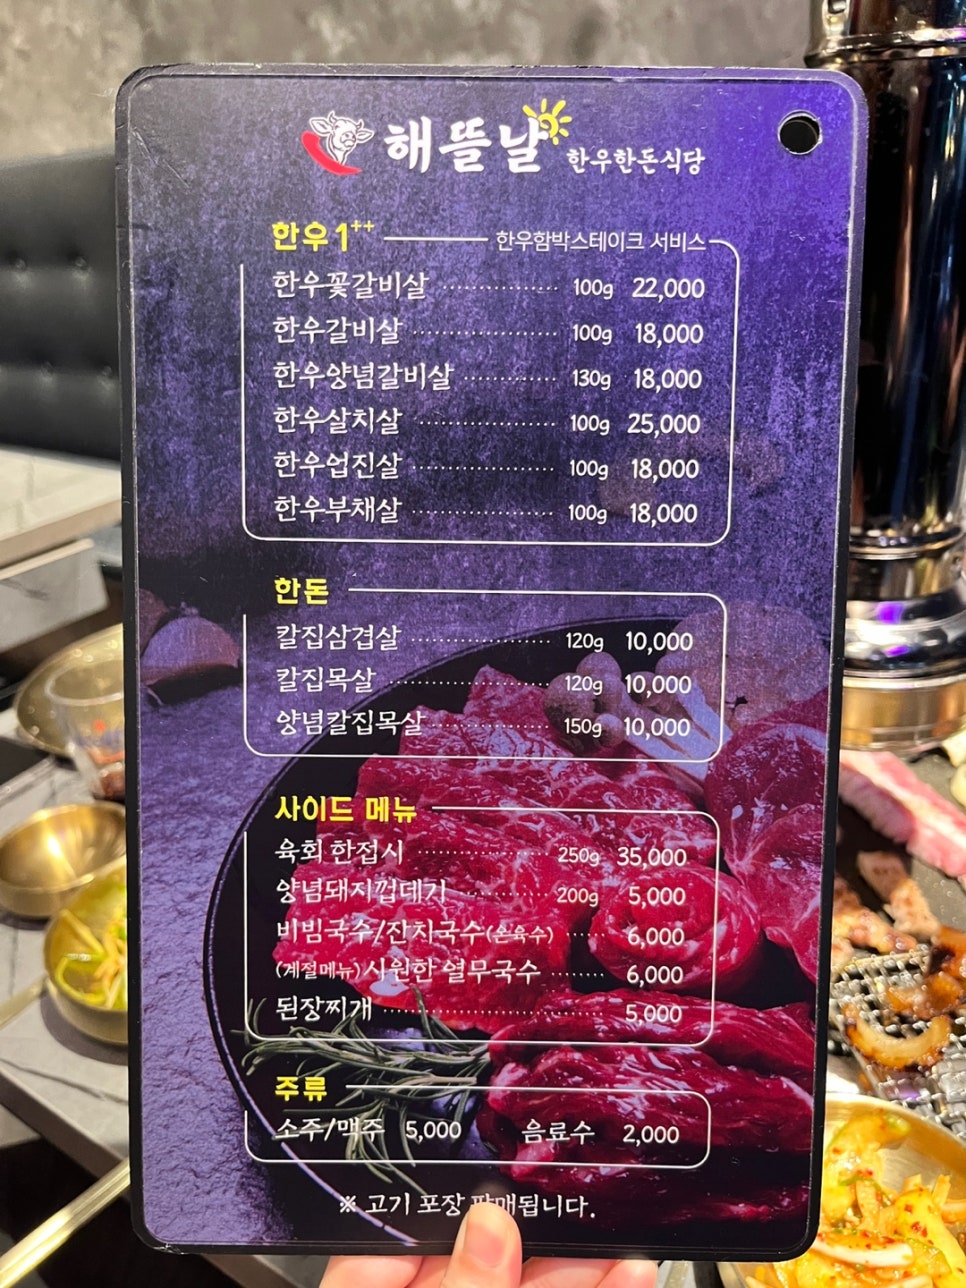 해뜰날 한우한돈식당
한우 1++ 한우함박스테이크 서비스
한우꽃갈비살 100g 22,000
한우갈비살 100g 18,000
한우양념갈비살 130g 18,000
한우살치살 100g 25,000
한우업진살 100g 18,000
한우부채살 100g 18,000
한돈
칼집삼겹살 120g 10,000
칼집목살 120g 10,000
양념칼집목살 150g 10,000
사이드 메뉴
육회 한접시 250g 35,000
양념돼지껍데기 200g 5,000
비빔국수/잔치국수(온육수) 6,000
(계절메뉴)시원한 열무국수 6,000
된장찌개 5,000
주류
소주/맥주 5,000 음료수 2,000
※ 고기 포장 판매됩니다.